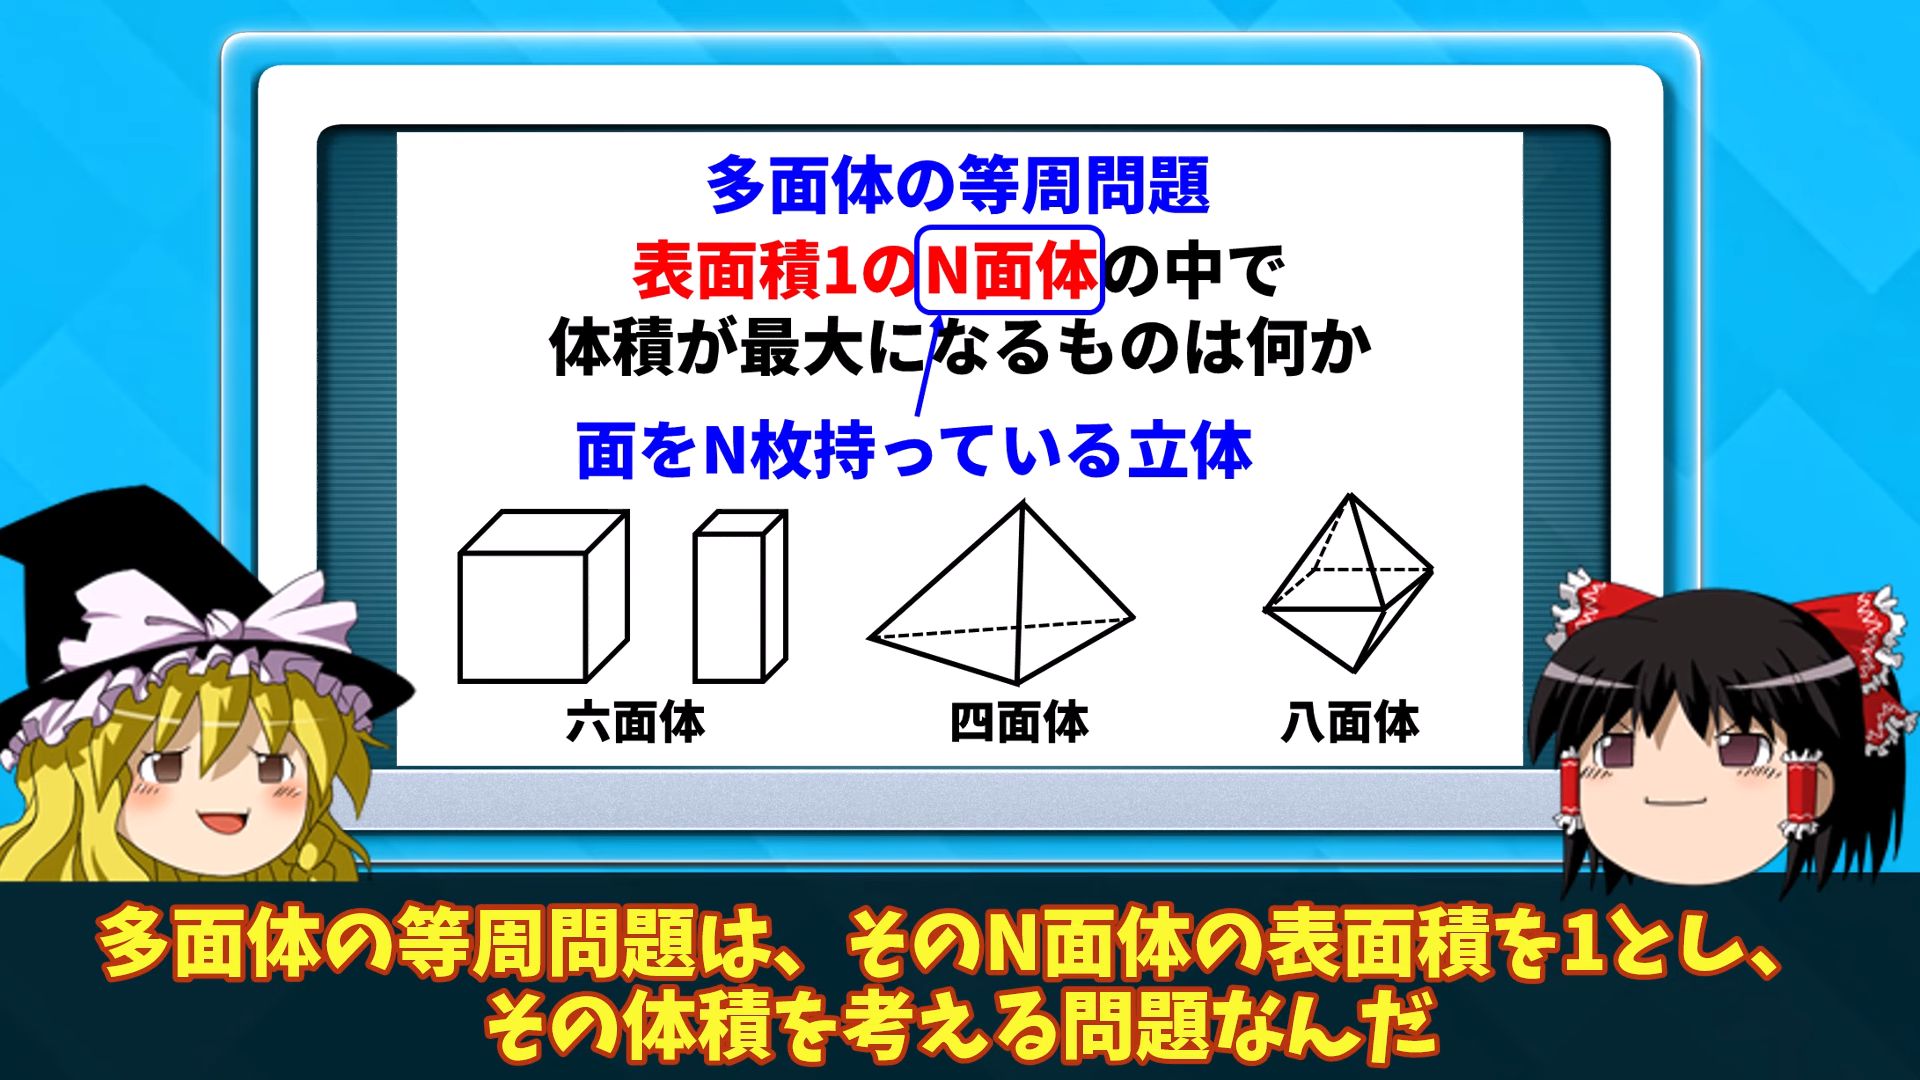 多面体の等周問題
表面積1のN面体の中で
体積が最大になるものは何か
面をN枚持っている立体
六面体
四面体
八面体
多面体の等周問題は、そのN面体の表面積を1とし、
その体積を考える問題なんだ